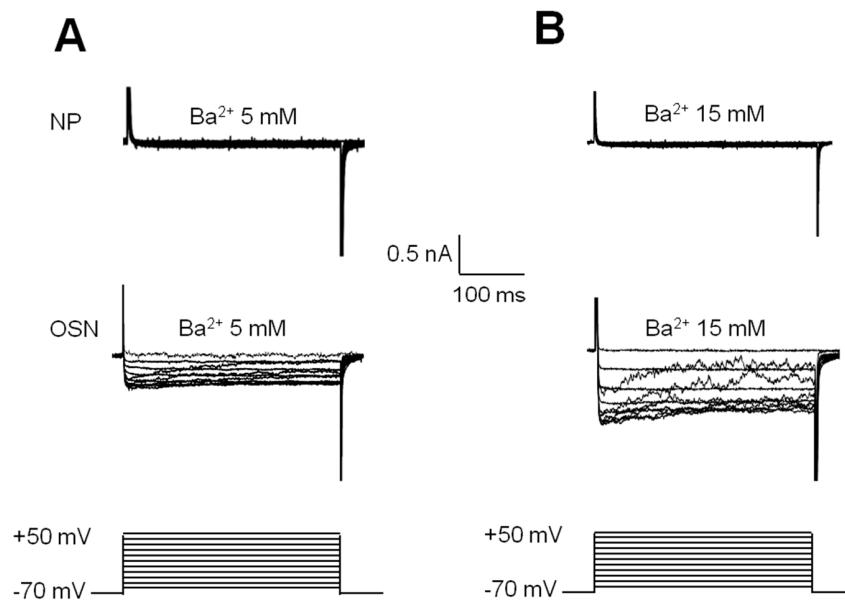 A
B
NP
Ba²⁺ 5 mM
Ba²⁺ 15 mM
0.5 nA
100 ms
OSN
Ba²⁺ 5 mM
Ba²⁺ 15 mM
+50 mV
-70 mV
+50 mV
-70 mV